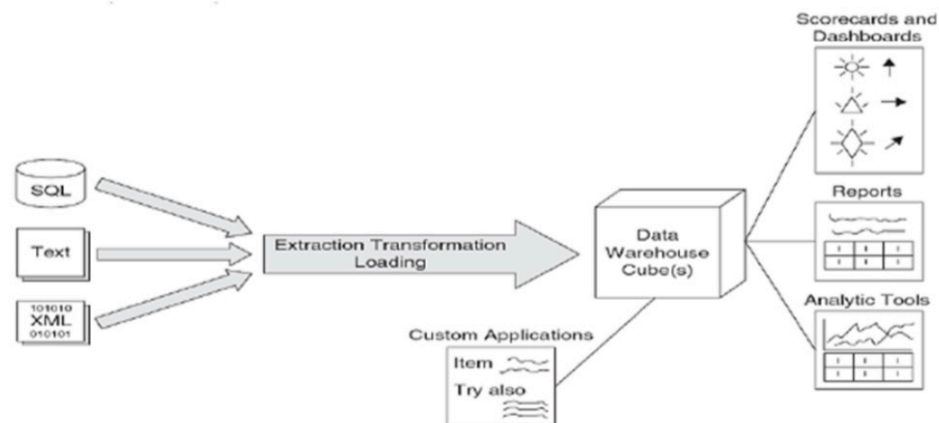 Scorecards and
Dashboards
SQL
Text
101010
XML
010101
Extraction Transformation
Loading
Data
Warehouse
Cube(s)
Reports
Analytic Tools
Custom Applications
Item
Try also